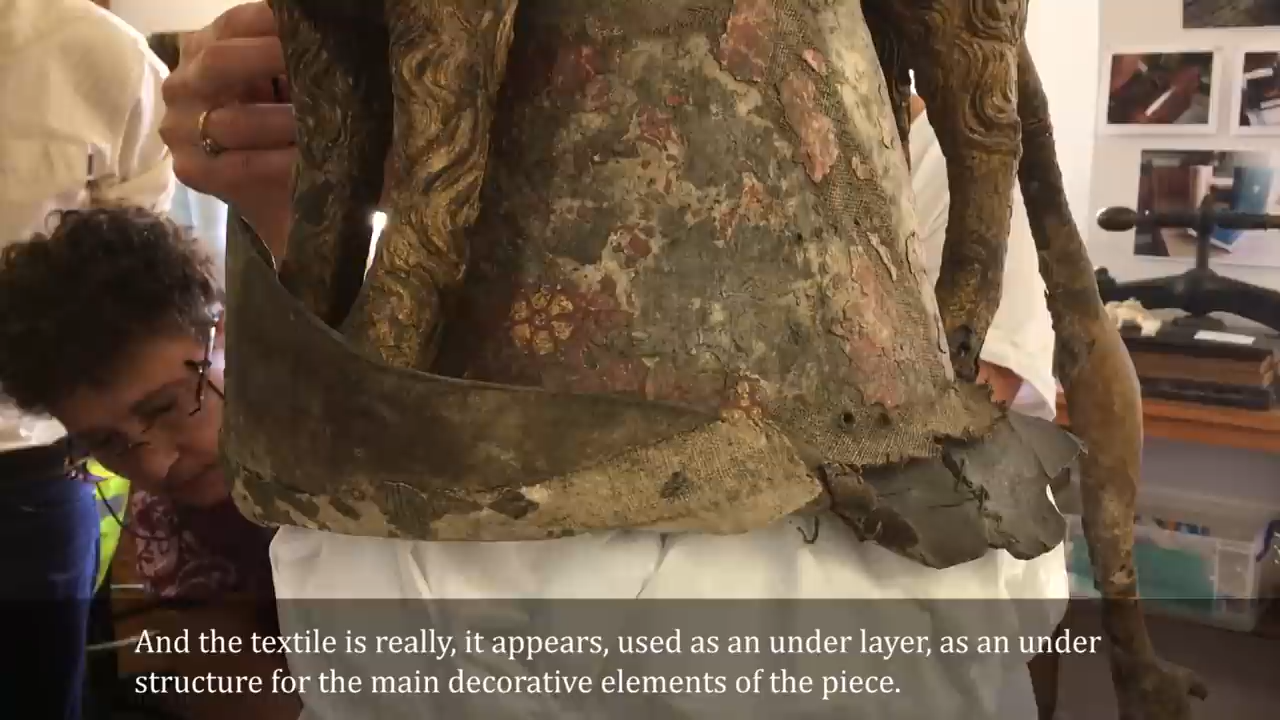 And the textile is really, it appears, used as an under layer, as an under
structure for the main decorative elements of the piece.